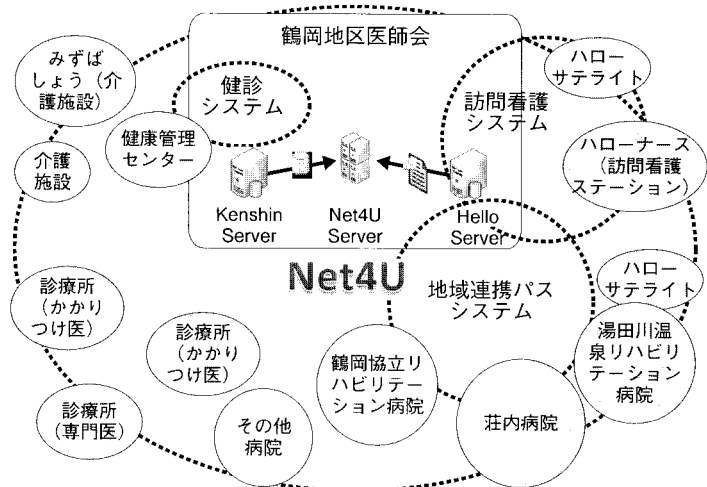 鶴岡地区医師会
みずば
しょう（介
護施設）
健診
システム
訪問看護
システム
ハロー
サテライト
健康管理
センター
介護
施設
ハローナース
（訪問看護
ステーション）
Kenshin
Server
Net4U
Server
Hello
Server
Net4U
地域連携パス
システム
ハロー
サテライト
診療所
（かかり
つけ医）
診療所
（かかり
つけ医）
鶴岡協立リ
ハビリテー
ション病院
湯田川温
泉リハビリ
テーション
病院
診療所
（専門医）
その他
病院
荘内病院